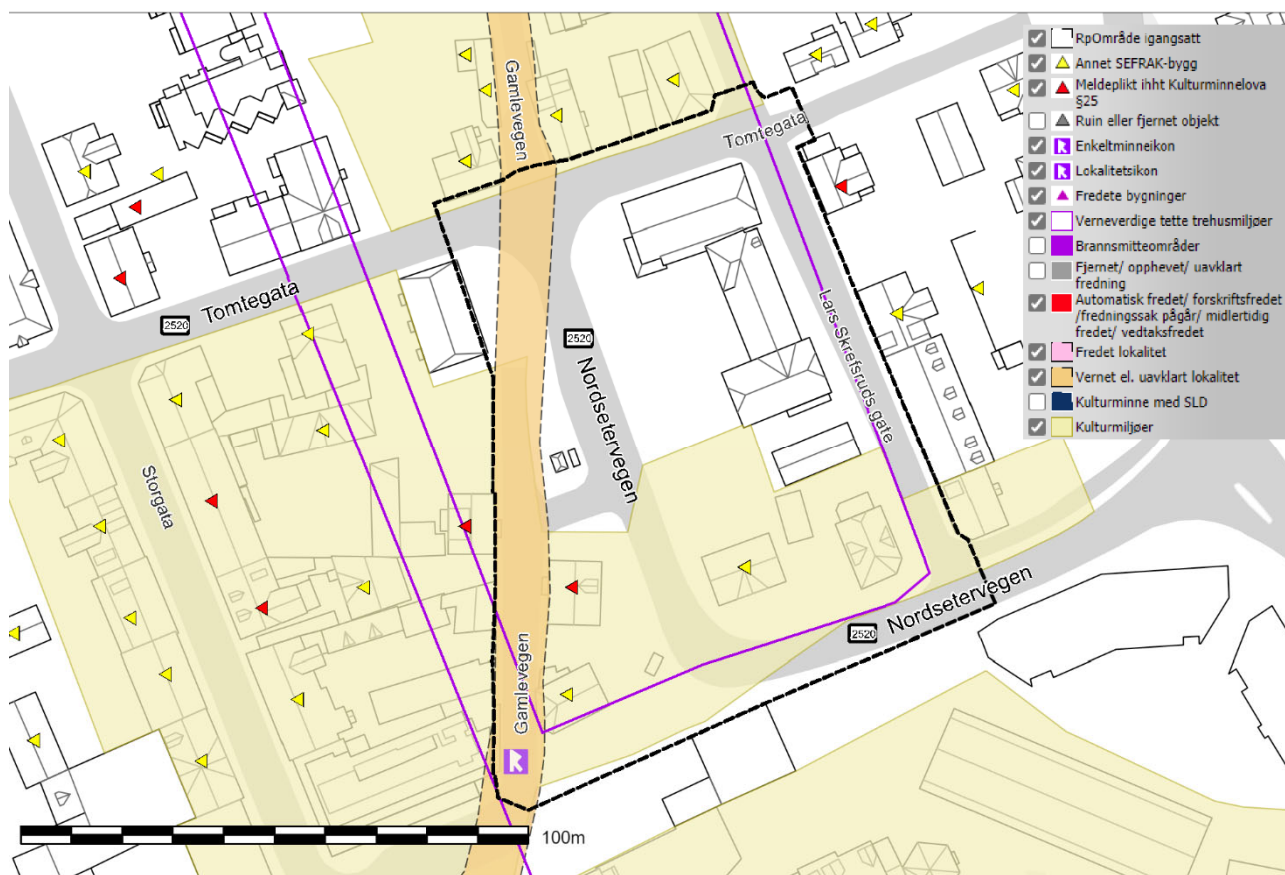 Gamlevegen
Tomtegata
Tomtegata
2520
2520
Nordsetervegen
Lars Skrefsruds gate
Storgata
Gamlevegen
2520
Nordsetervegen
100m
RpOmråde igangsatt
Annet SEFRAK-bygg
Meldeplikt ihht Kulturminnelova
§25
Ruin eller fjernet objekt
Enkeltminneikon
Lokalitetsikon
Fredete bygninger
Verneverdige tette trehusmiljøer
Brannsmitteområder
Fjernet/ opphevet/ uavklart
fredning
Automatisk fredet/ forskriftsfredet
/fredningssak pågår/ midlertidig
fredet/ vedtaksfredet
Fredet lokalitet
Vernet el. uavklart lokalitet
Kulturminne med SLD
Kulturmiljøer